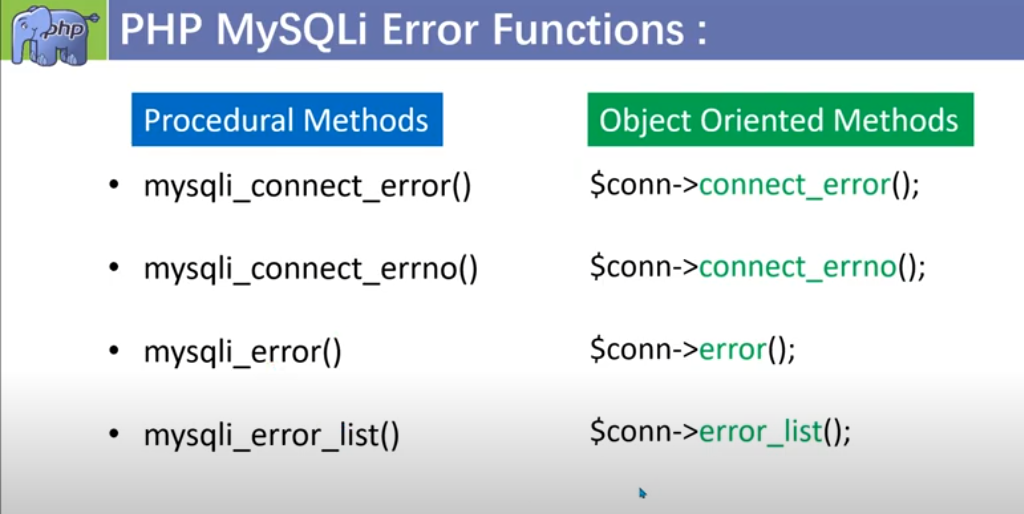 php
PHP MySQLi Error Functions :
Procedural Methods
• mysqli_connect_error()
• mysqli_connect_errno()
• mysqli_error()
• mysqli_error_list()
Object Oriented Methods
$conn->connect_error();
$conn->connect_errno();
$conn->error();
$conn->error_list();